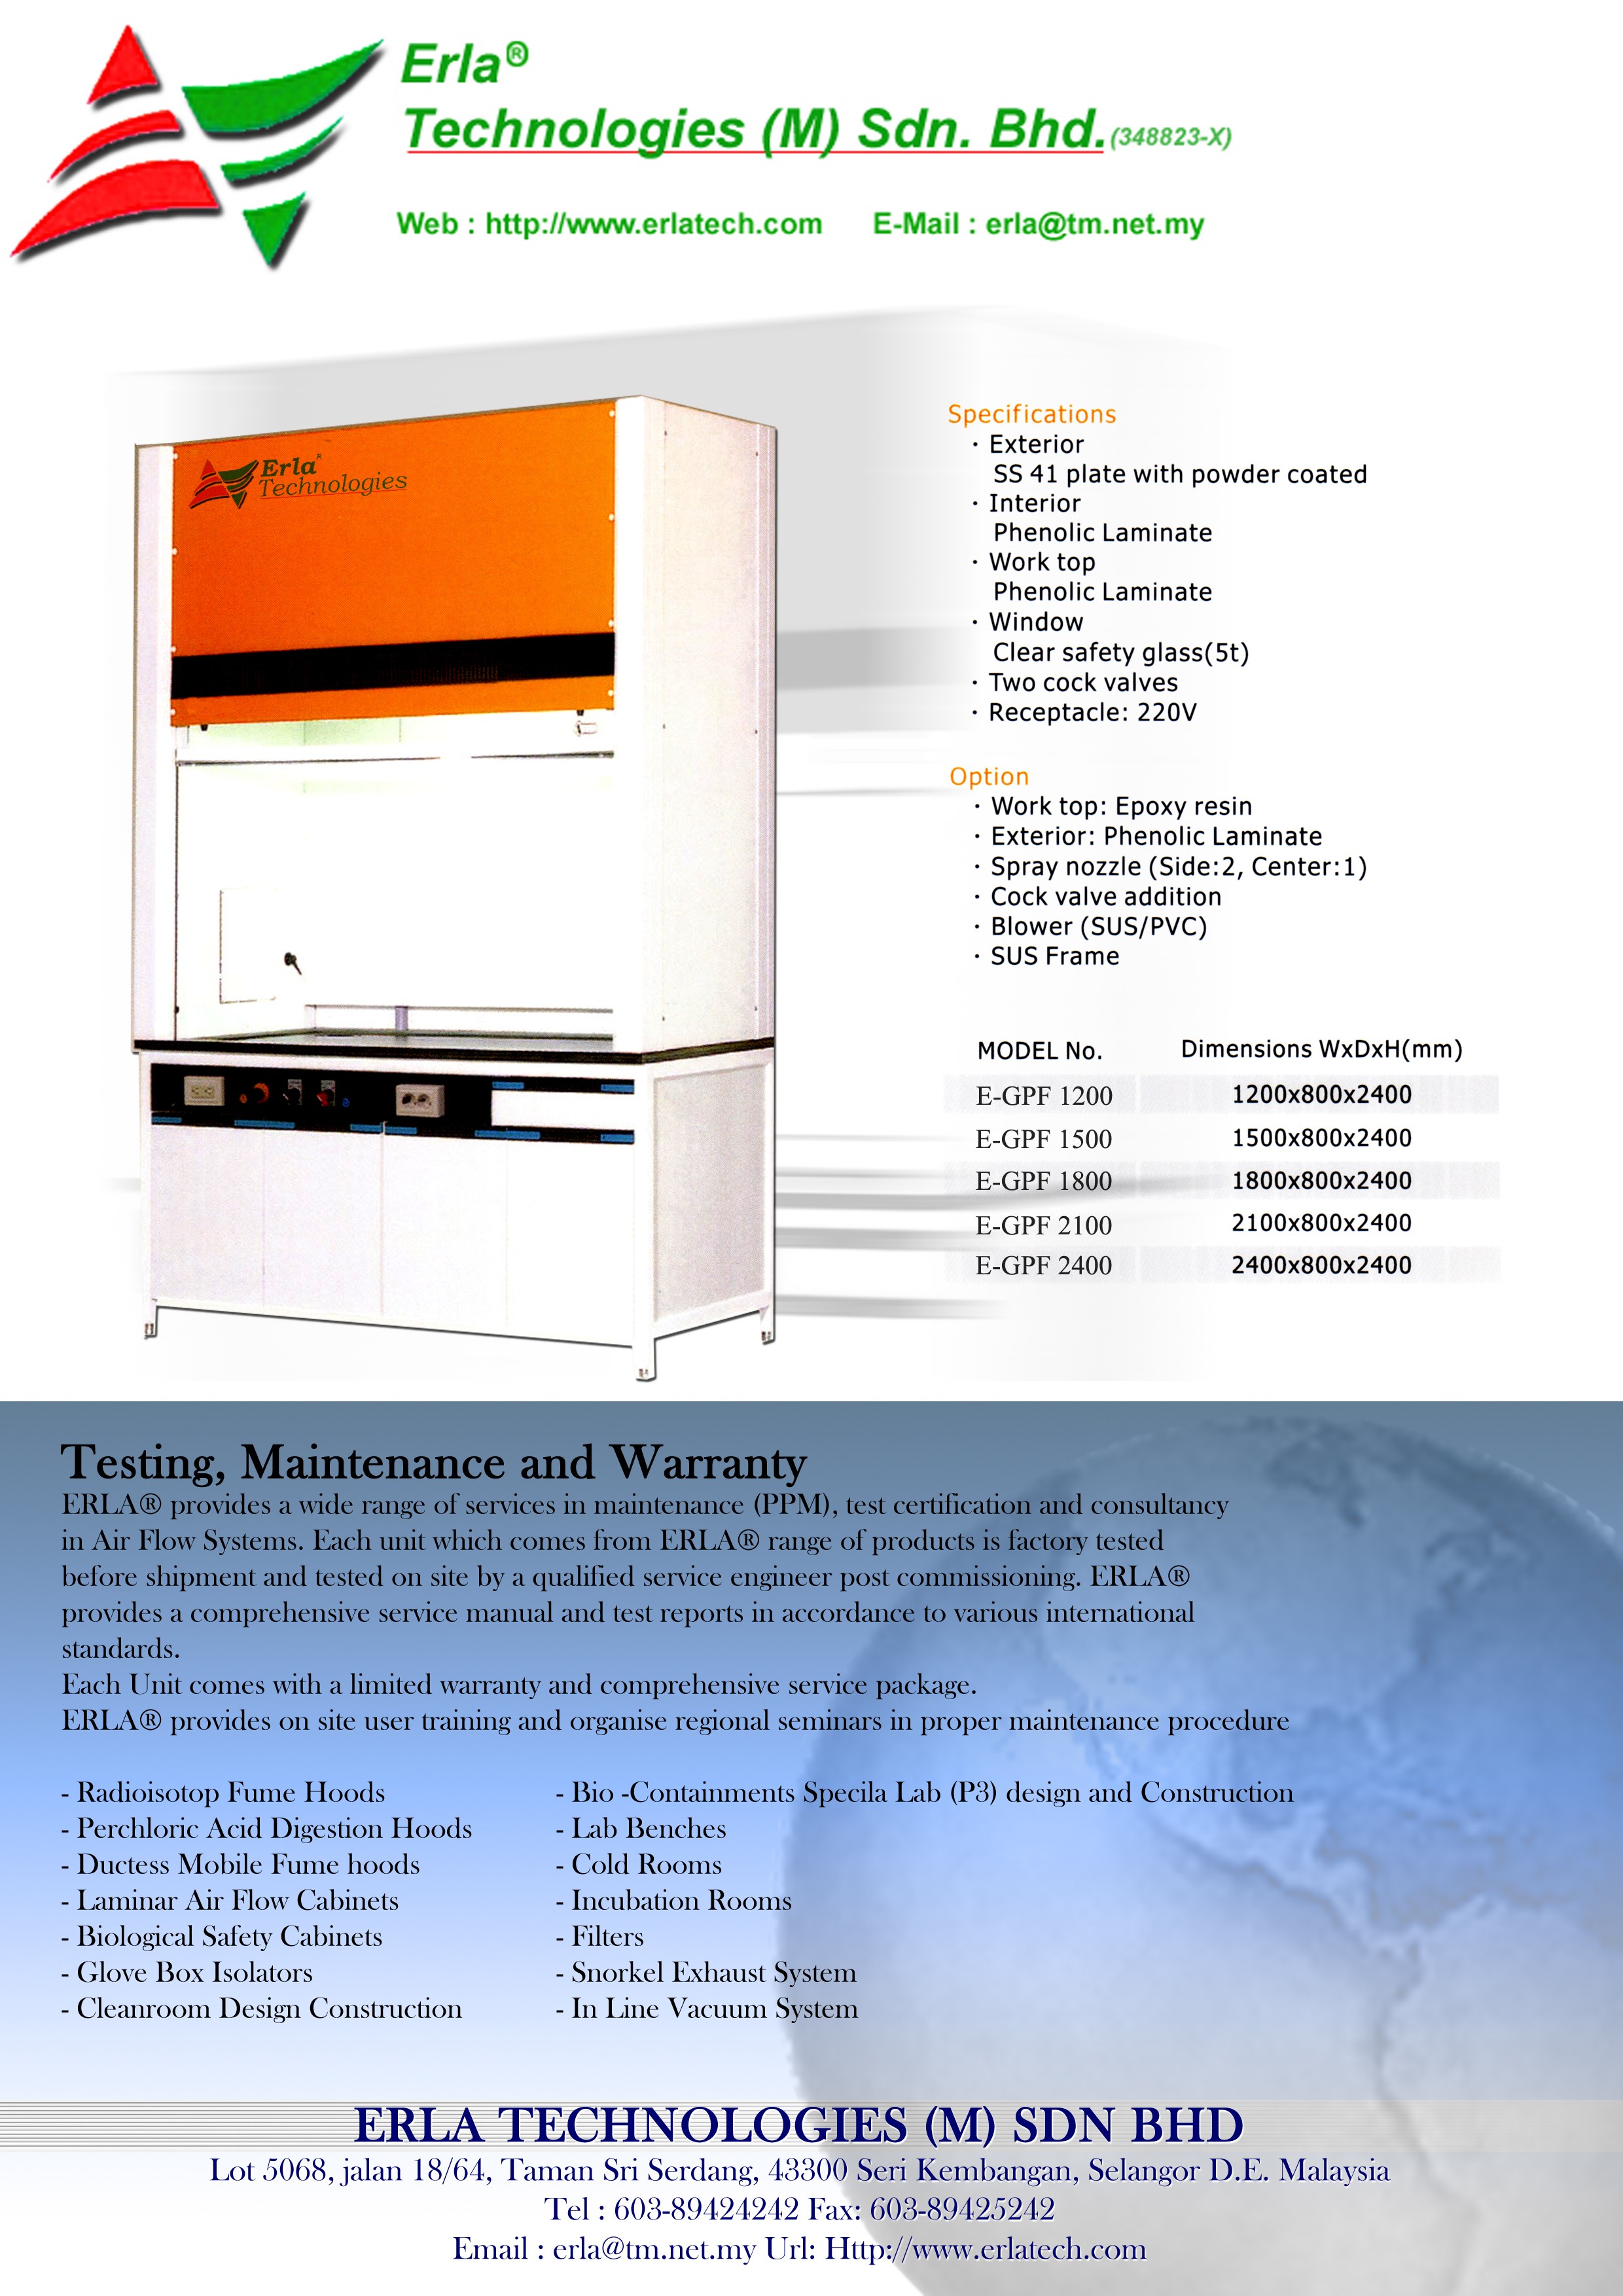 Erla®
Technologies (M) Sdn. Bhd. (348823-X)
Web : http://www.erlatech.com E-Mail : erla@tm.net.my
Erla®
Technologies
Specifications
· Exterior
SS 41 plate with powder coated
· Interior
Phenolic Laminate
· Work top
Phenolic Laminate
· Window
Clear safety glass(5t)
· Two cock valves
· Receptacle: 220V
Option
· Work top: Epoxy resin
· Exterior: Phenolic Laminate
· Spray nozzle (Side:2, Center:1)
· Cock valve addition
· Blower (SUS/PVC)
· SUS Frame
MODEL No. Dimensions WxDxH(mm)
E-GPF 1200 1200x800x2400
E-GPF 1500 1500x800x2400
E-GPF 1800 1800x800x2400
E-GPF 2100 2100x800x2400
E-GPF 2400 2400x800x2400
Testing, Maintenance and Warranty
ERLA® provides a wide range of services in maintenance (PPM), test certification and consultancy
in Air Flow Systems. Each unit which comes from ERLA® range of products is factory tested
before shipment and tested on site by a qualified service engineer post commissioning. ERLA®
provides a comprehensive service manual and test reports in accordance to various international
standards.
Each Unit comes with a limited warranty and comprehensive service package.
ERLA® provides on site user training and organise regional seminars in proper maintenance procedure
- Radioisotop Fume Hoods
- Perchloric Acid Digestion Hoods
- Ductess Mobile Fume hoods
- Laminar Air Flow Cabinets
- Biological Safety Cabinets
- Glove Box Isolators
- Cleanroom Design Construction
- Bio -Containments Specila Lab (P3) design and Construction
- Lab Benches
- Cold Rooms
- Incubation Rooms
- Filters
- Snorkel Exhaust System
- In Line Vacuum System
ERLA TECHNOLOGIES (M) SDN BHD
Lot 5068, jalan 18/64, Taman Sri Serdang, 43300 Seri Kembangan, Selangor D.E. Malaysia
Tel : 603-89424242 Fax: 603-89425242
Email : erla@tm.net.my Url: Http://www.erlatech.com